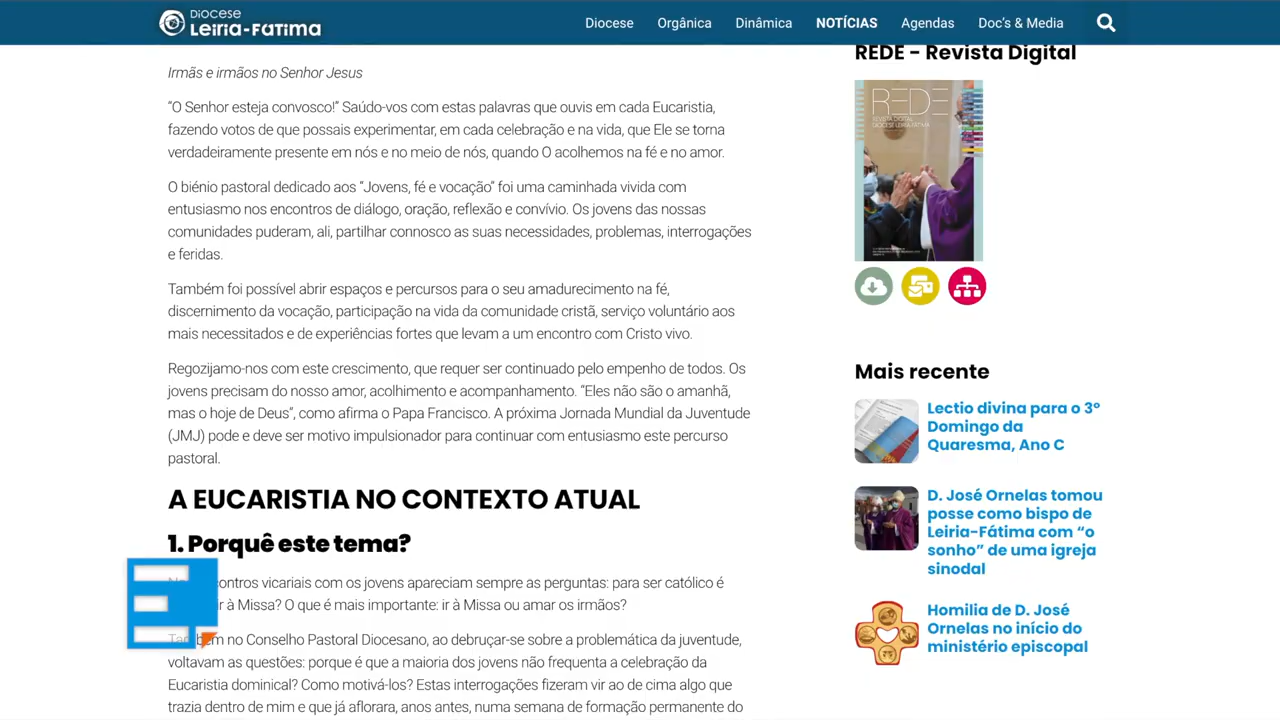 DIOCESE
LEIRIA-FÁTIMA
Diocese Orgânica Dinâmica NOTÍCIAS Agendas Doc's & Media
Irmãs e irmãos no Senhor Jesus
“O Senhor esteja convosco!” Saúdo-vos com estas palavras que ouvis em cada Eucaristia,
fazendo votos de que possais experimentar, em cada celebração e na vida, que Ele se torna
verdadeiramente presente em nós e no meio de nós, quando O acolhemos na fé e no amor.
O biénio pastoral dedicado aos “Jovens, fé e vocação” foi uma caminhada vivida com
entusiasmo nos encontros de diálogo, oração, reflexão e convívio. Os jovens das nossas
comunidades puderam, ali, partilhar connosco as suas necessidades, problemas, interrogações
e feridas.
Também foi possível abrir espaços e percursos para o seu amadurecimento na fé,
discernimento da vocação, participação na vida da comunidade cristã, serviço voluntário aos
mais necessitados e de experiências fortes que levam a um encontro com Cristo vivo.
Regozijamo-nos com este crescimento, que requer ser continuado pelo empenho de todos. Os
jovens precisam do nosso amor, acolhimento e acompanhamento. “Eles não são o amanhã,
mas o hoje de Deus”, como afirma o Papa Francisco. A próxima Jornada Mundial da Juventude
(JMJ) pode e deve ser motivo impulsionador para continuar com entusiasmo este percurso
pastoral.
A EUCARISTIA NO CONTEXTO ATUAL
1. Porquê este tema?
contros vicariais com os jovens apareciam sempre as perguntas: para ser católico é
ir à Missa? O que é mais importante: ir à Missa ou amar os irmãos?
Também no Conselho Pastoral Diocesano, ao debruçar-se sobre a problemática da juventude,
voltavam as questões: porque é que a maioria dos jovens não frequenta a celebração da
Eucaristia dominical? Como motivá-los? Estas interrogações fizeram vir ao de cima algo que
trazia dentro de mim e que já aflorara, anos antes, numa semana de formação permanente do
REDE - Revista Digital
REDE
REVISTA DIGITAL
DIOCESE LEIRIA-FÁTIMA
Mais recente
Lectio divina para o 3º
Domingo da
Quaresma, Ano C
D. José Ornelas tomou
posse como bispo de
Leiria-Fátima com “o
sonho” de uma igreja
sinodal
Homilia de D. José
Ornelas no início do
ministério episcopal